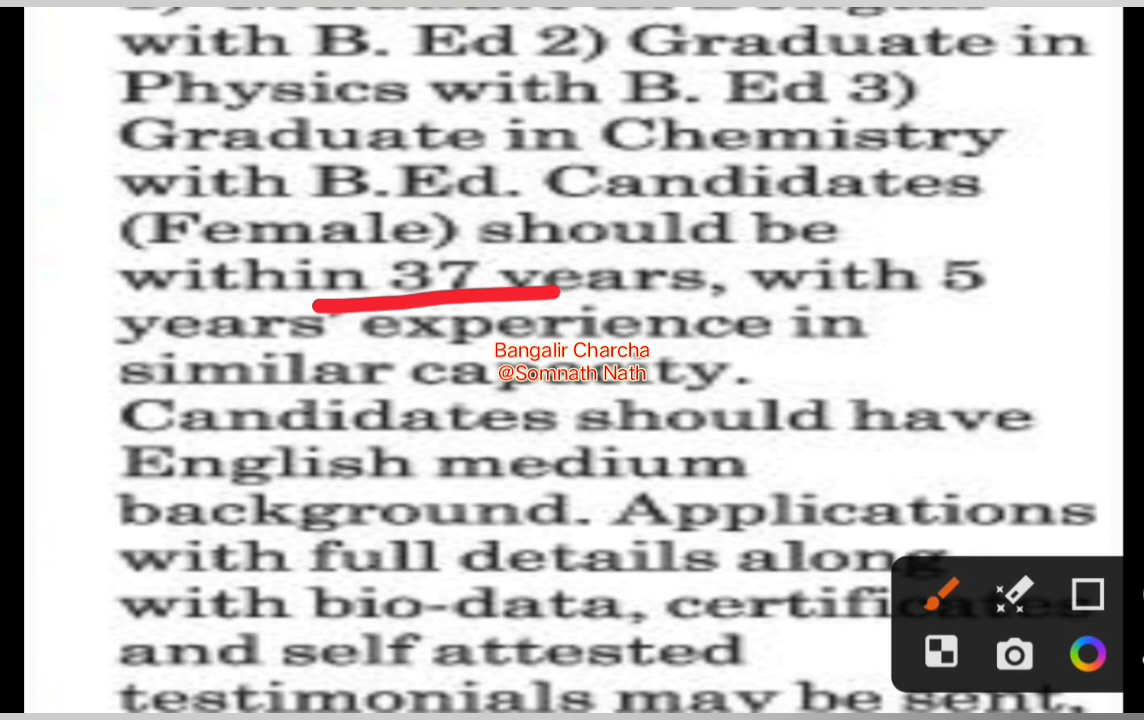 with B. Ed 2) Graduate in
Physics with B. Ed 3)
Graduate in Chemistry
with B.Ed. Candidates
(Female) should be
within 37 years, with 5
years' experience in
Bangalir Charcha
similar capacity.
@Somnath Nath
Candidates should have
English medium
background. Applications
with full details along
with bio-data, certificates
and self attested
testimonials may be sent,